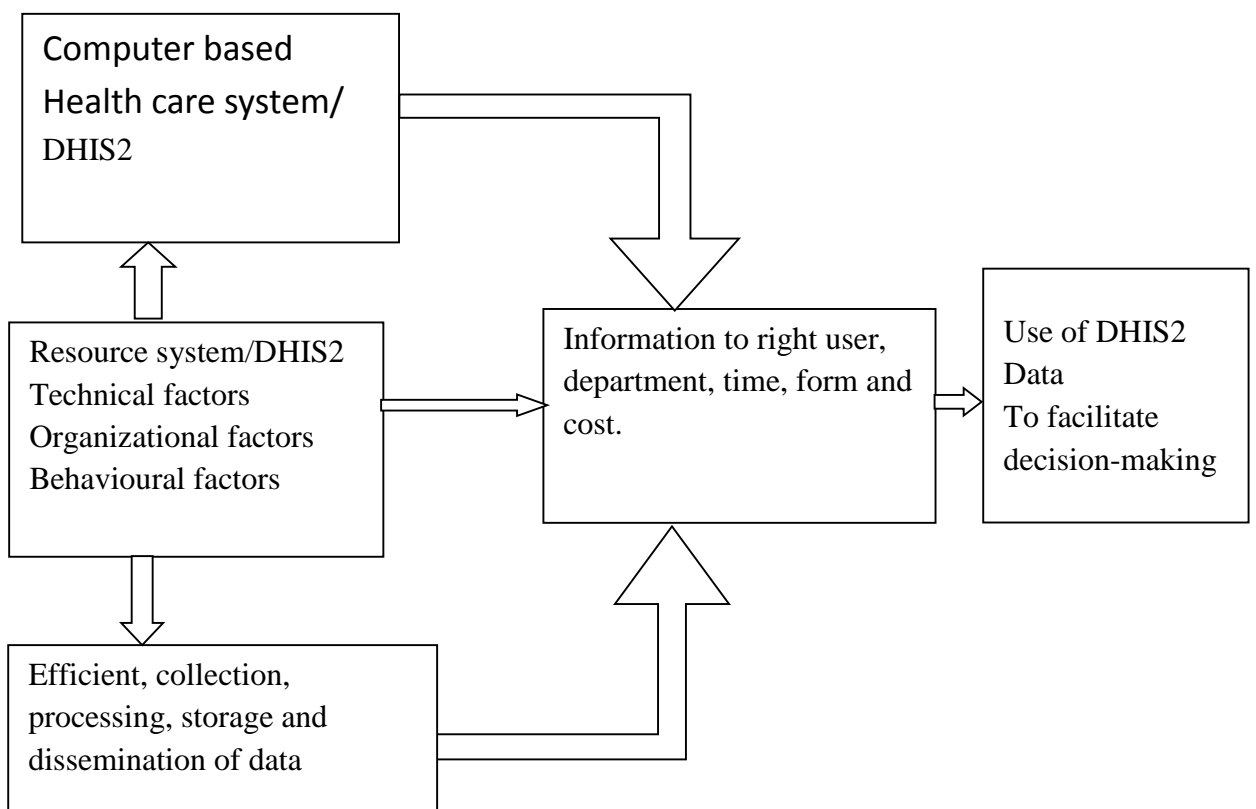 Computer based
Health care system/
DHIS2
Resource system/DHIS2
Technical factors
Organizational factors
Behavioural factors
Information to right user,
department, time, form and
cost.
Use of DHIS2
Data
To facilitate
decision-making
Efficient, collection,
processing, storage and
dissemination of data